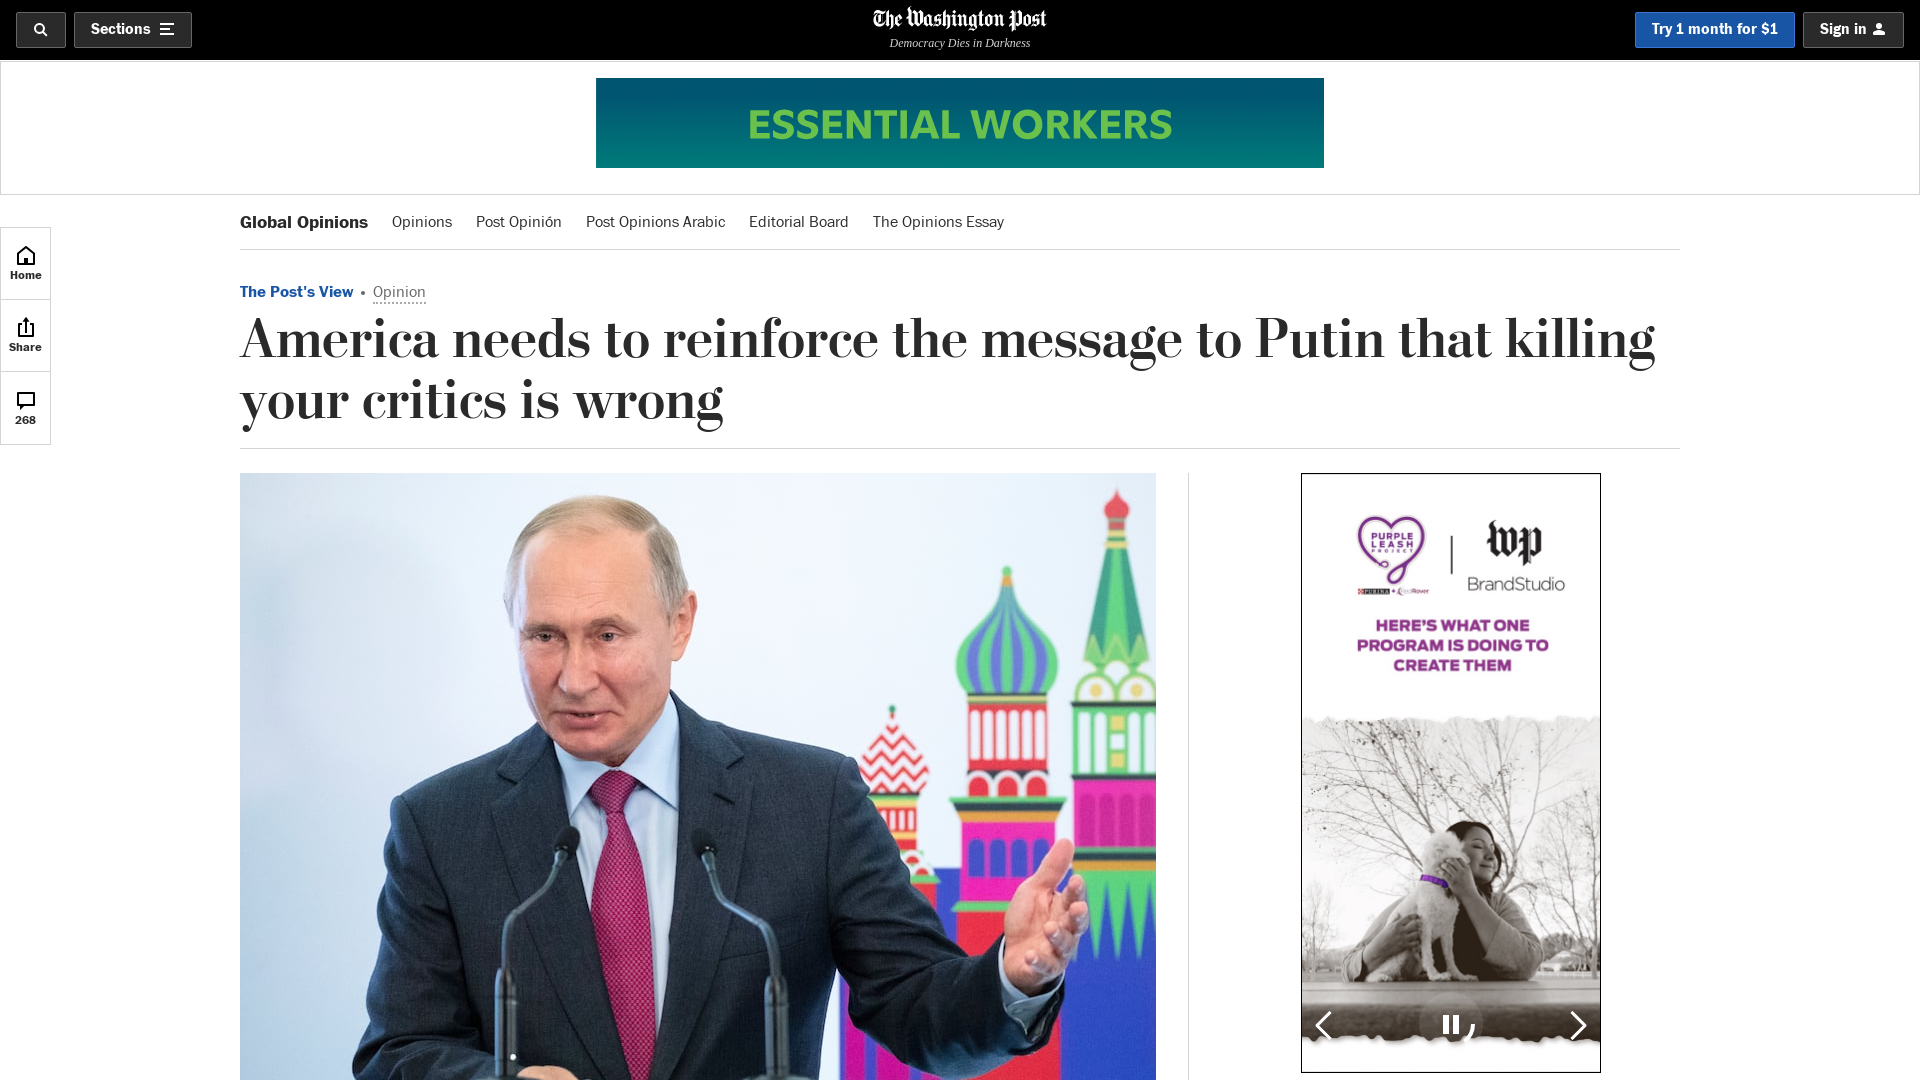 Sections
The Washington Post
Democracy Dies in Darkness
Try 1 month for $1
Sign in
ESSENTIAL WORKERS
Global Opinions
Opinions
Post Opinión
Post Opinions Arabic
Editorial Board
The Opinions Essay
Home
Share
268
The Post's View • Opinion
America needs to reinforce the message to Putin that killing
your critics is wrong
PURPLE
LEASH
PROJECT
PURINA +
wp
BrandStudio
HERE'S WHAT ONE
PROGRAM IS DOING TO
CREATE THEM